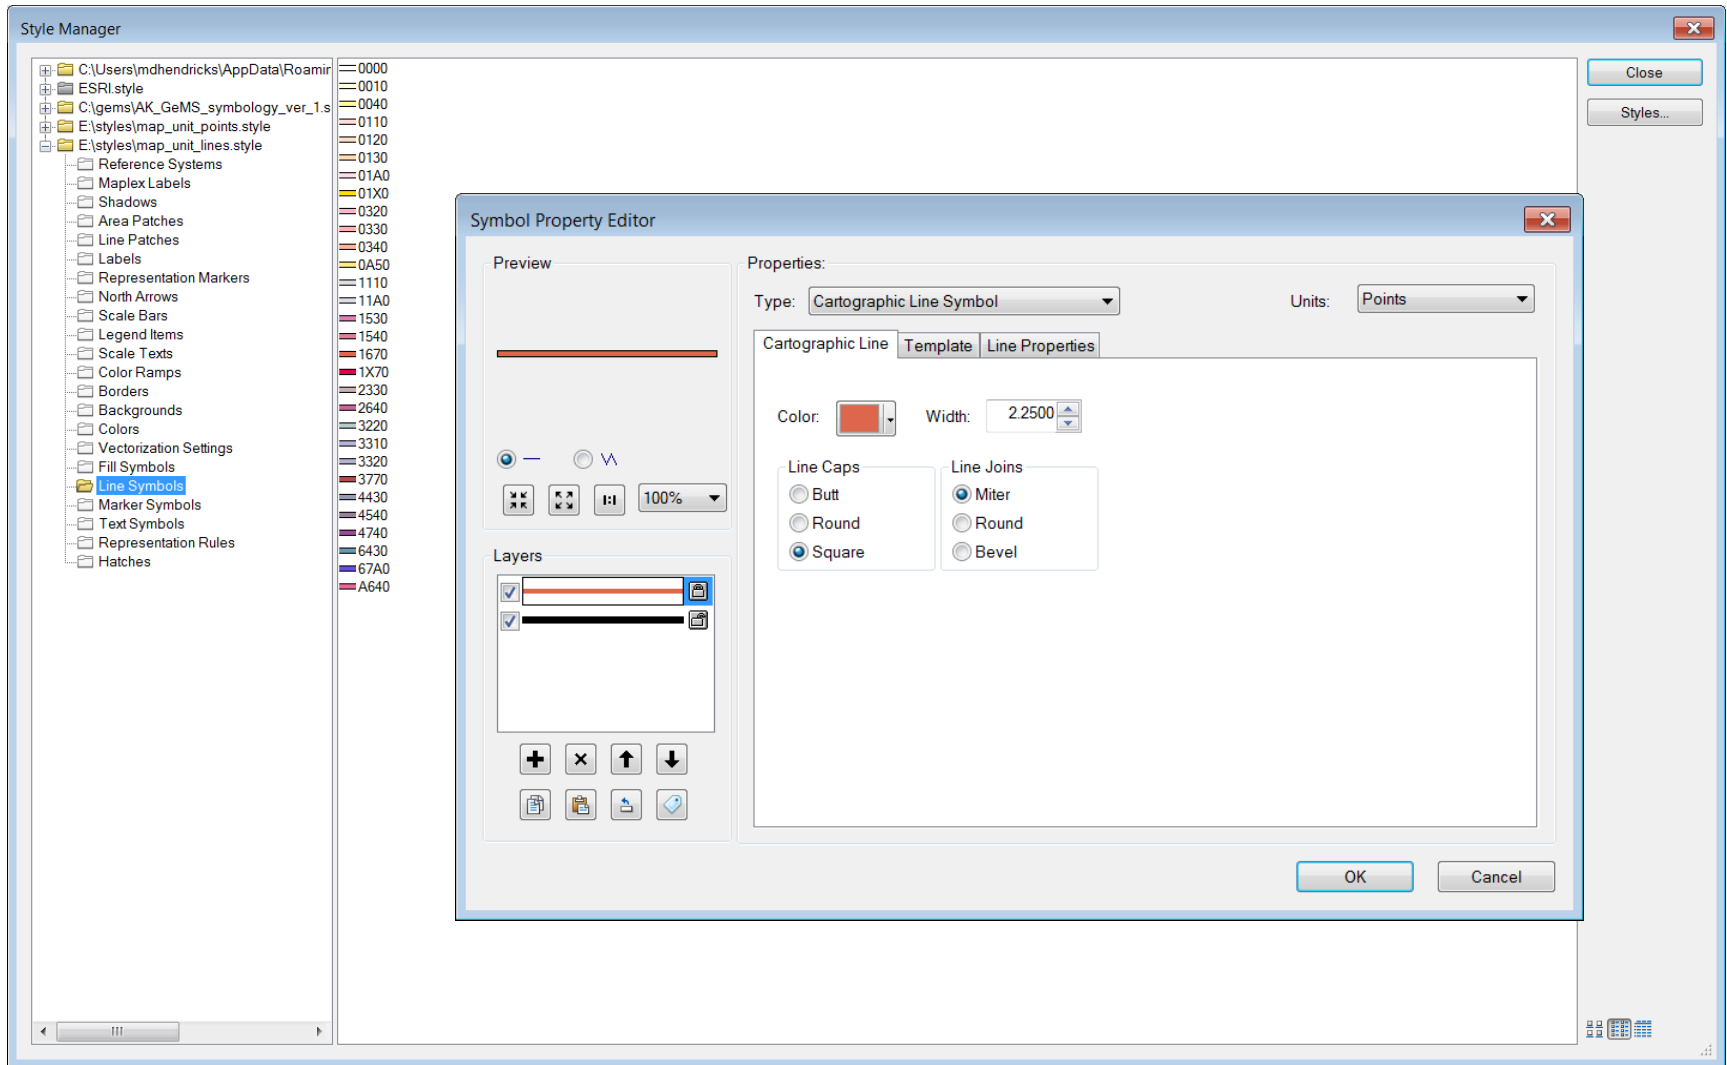 Style Manager
C:\Users\mdhendricks\AppData\Roamin
ESRI.style
C:\gems\AK_GeMS_symbology_ver_1.s
E:\styles\map_unit_points.style
E:\styles\map_unit_lines.style
Reference Systems
Maplex Labels
Shadows
Area Patches
Line Patches
Labels
Representation Markers
North Arrows
Scale Bars
Legend Items
Scale Texts
Color Ramps
Borders
Backgrounds
Colors
Vectorization Settings
Fill Symbols
Line Symbols
Marker Symbols
Text Symbols
Representation Rules
Hatches
0000
0010
0040
0110
0120
0130
01A0
01X0
0320
0330
0340
0A50
1110
11A0
1530
1540
1670
1X70
2330
2640
3220
3310
3320
3770
4430
4540
4740
6430
67A0
A640
Close
Styles...
Symbol Property Editor
Preview
100%
Layers
Properties:
Type: Cartographic Line Symbol
Units: Points
Cartographic Line Template Line Properties
Color: Width: 2.2500
Line Caps
Butt
Round
Square
Line Joins
Miter
Round
Bevel
OK Cancel